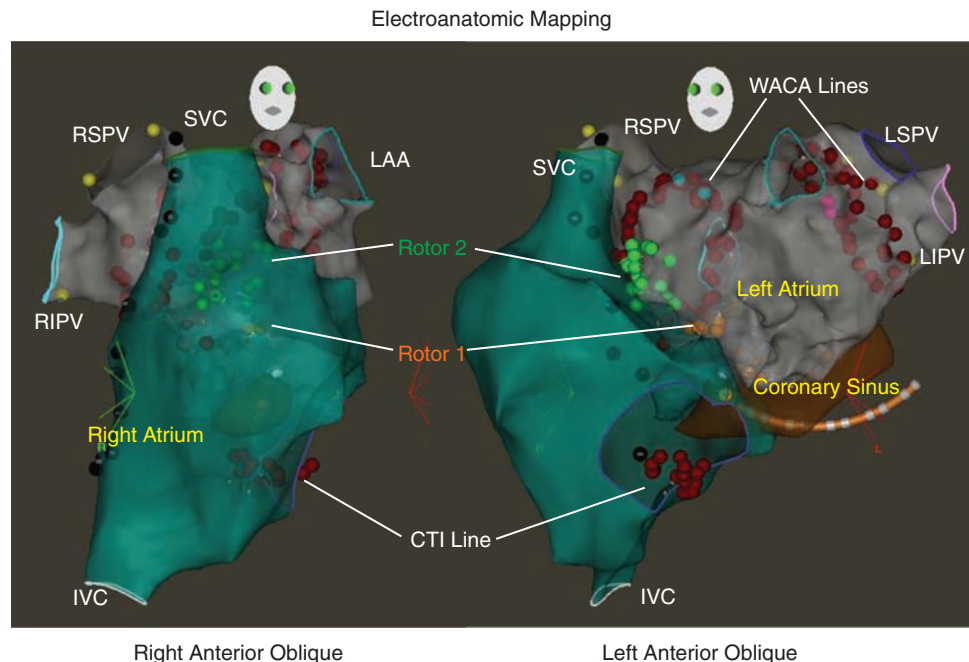 Electroanatomic Mapping
SVC
RSPV
LAA
RSPV
WACA Lines
LSPV
SVC
Rotor 2
LIPV
Left Atrium
RIPV
Rotor 1
Coronary Sinus
Right Atrium
CTI Line
IVC
IVC
Right Anterior Oblique
Left Anterior Oblique